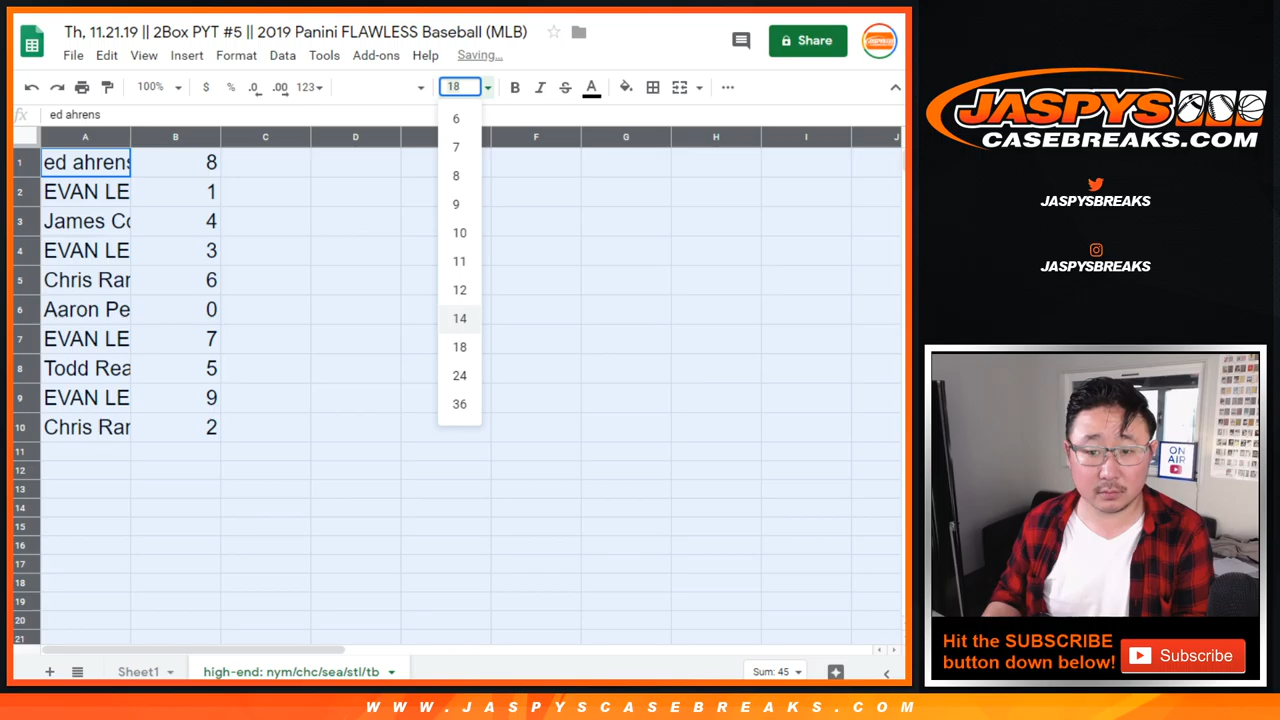 Th, 11.21.19 || 2Box PYT #5 || 2019 Panini FLAWLESS Baseball (MLB)
File Edit View Insert Format Data Tools Add-ons Help Saving...
Share
100% $ % .0 .00 123 18 B I S A
fx ed ahrens
A B C F G H I J
1 ed ahrens 8
2 EVAN LE 1
3 James Co 4
4 EVAN LE 3
5 Chris Ran 6
6 Aaron Pe 0
7 EVAN LE 7
8 Todd Rea 5
9 EVAN LE 9
10 Chris Ran 2
11
12
13
14
15
16
17
18
19
20
21
6
7
8
9
10
11
12
14
18
24
36
Sheet1
high-end: nym/chc/sea/stl/tb
Sum: 45
JASPYS
CASEBREAKS.COM
JASPYSBREAKS
JASPYSBREAKS
ON
AIR
Hit the SUBSCRIBE
button down below!
Subscribe
WWW.JASPYSCASEBREAKS.COM